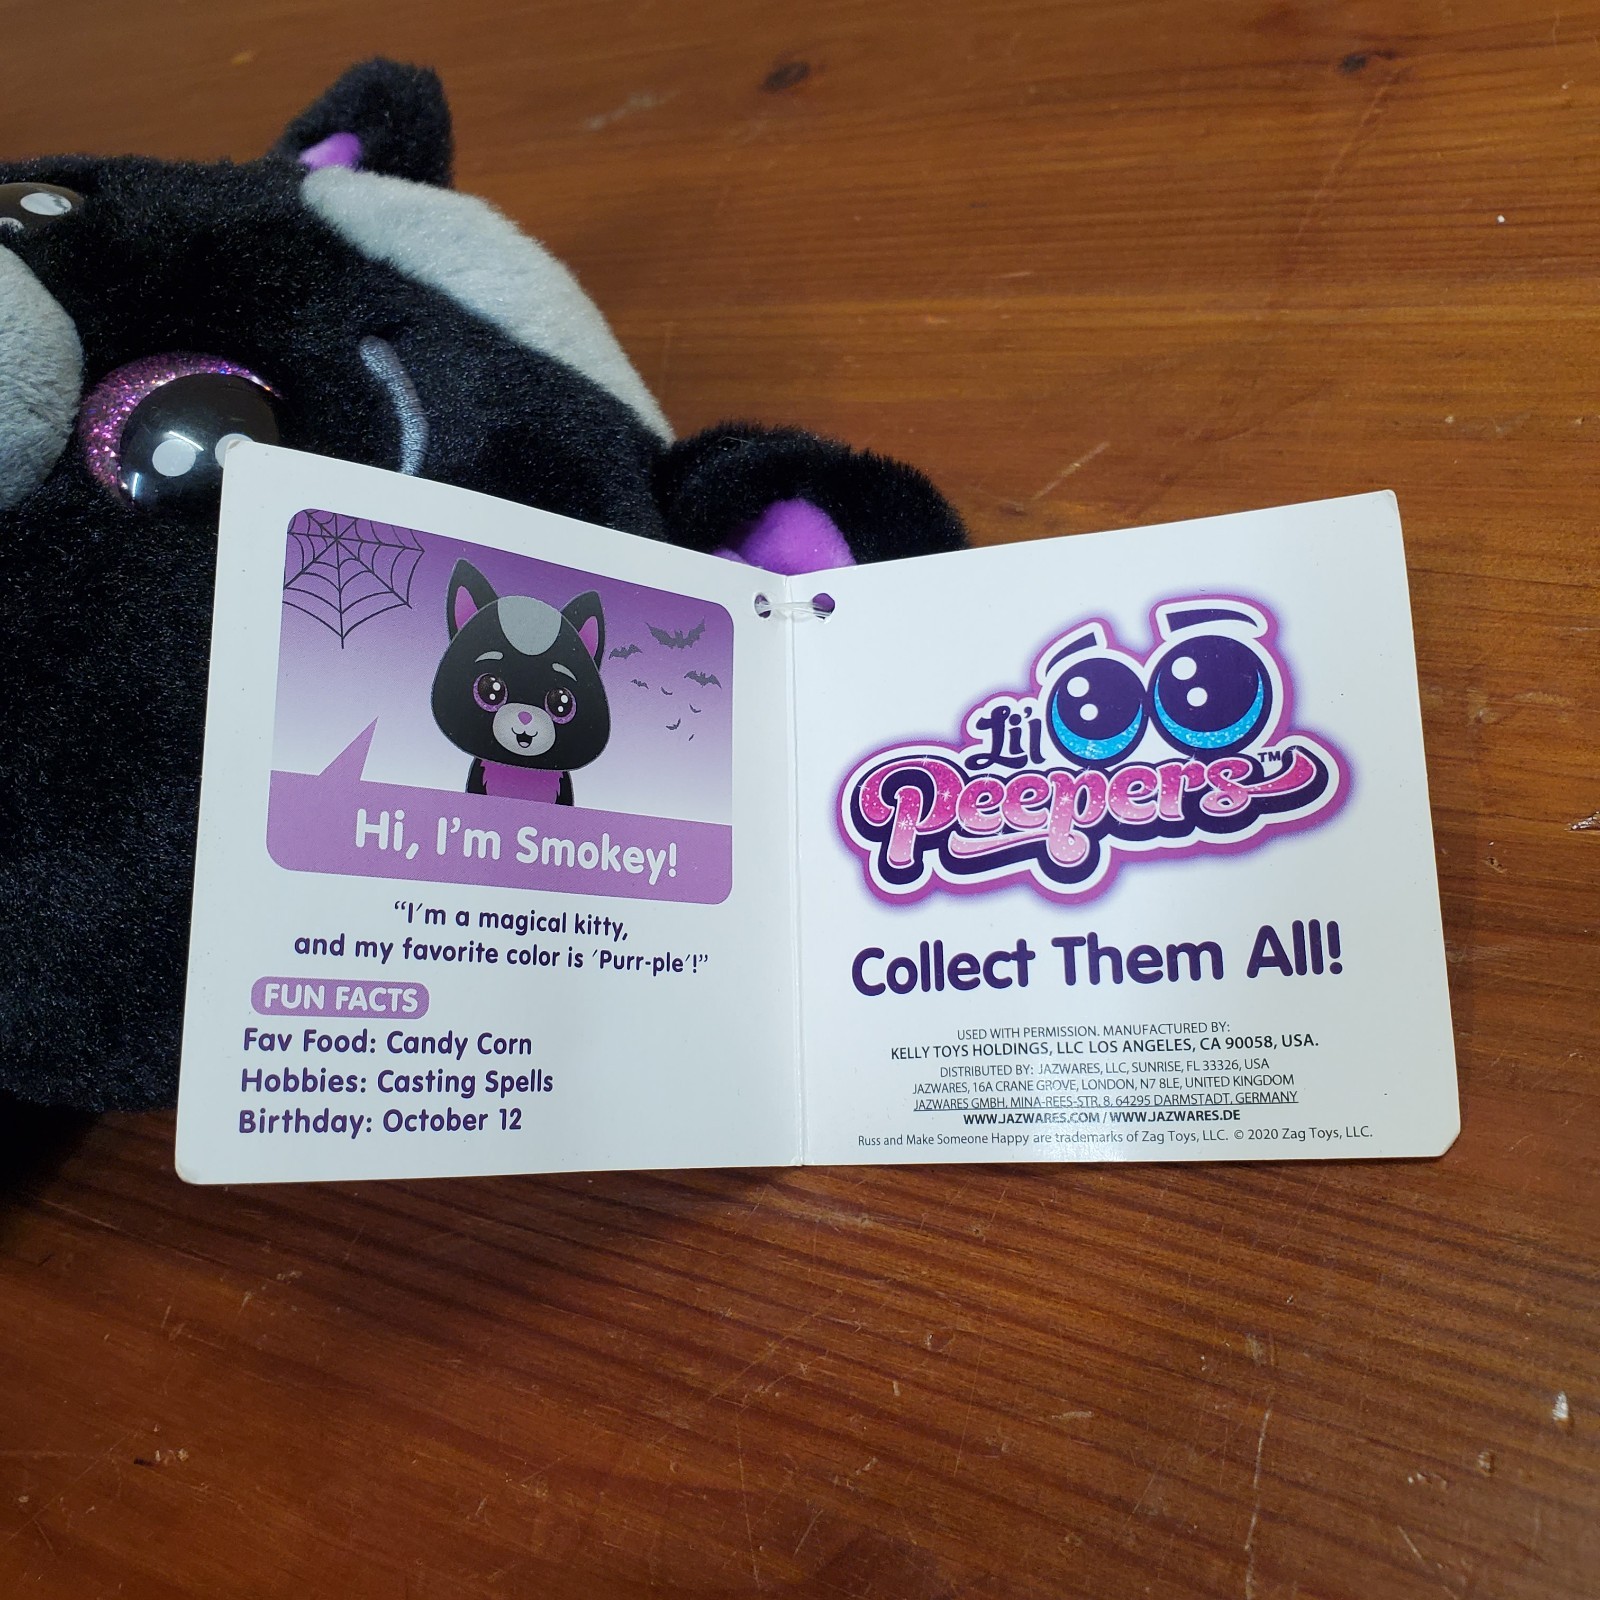 Hi, I'm Smokey!
“I'm a magical kitty,
and my favorite color is ‘Purr-ple’!”
FUN FACTS
Fav Food: Candy Corn
Hobbies: Casting Spells
Birthday: October 12
Li'l
Peepers™
Collect Them All!
USED WITH PERMISSION. MANUFACTURED BY:
KELLY TOYS HOLDINGS, LLC LOS ANGELES, CA 90058, USA.
DISTRIBUTED BY: JAZWARES, LLC, SUNRISE, FL 33326, USA
JAZWARES, 16A CRANE GROVE, LONDON, N7 8LE, UNITED KINGDOM
JAZWARES GMBH, MINA-REES-STR. 8, 64295 DARMSTADT, GERMANY
WWW.JAZWARES.COM / WWW.JAZWARES.DE
Russ and Make Someone Happy are trademarks of Zag Toys, LLC. © 2020 Zag Toys, LLC.